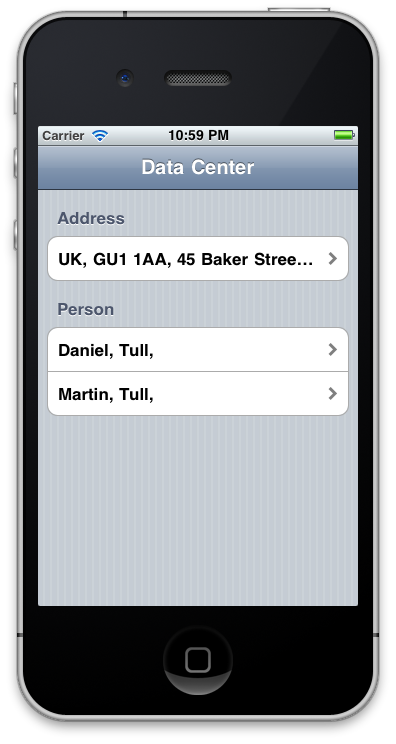 Carrier 10:59 PM
Data Center
Address
UK, GU1 1AA, 45 Baker Stree...
Person
Daniel, Tull,
Martin, Tull,